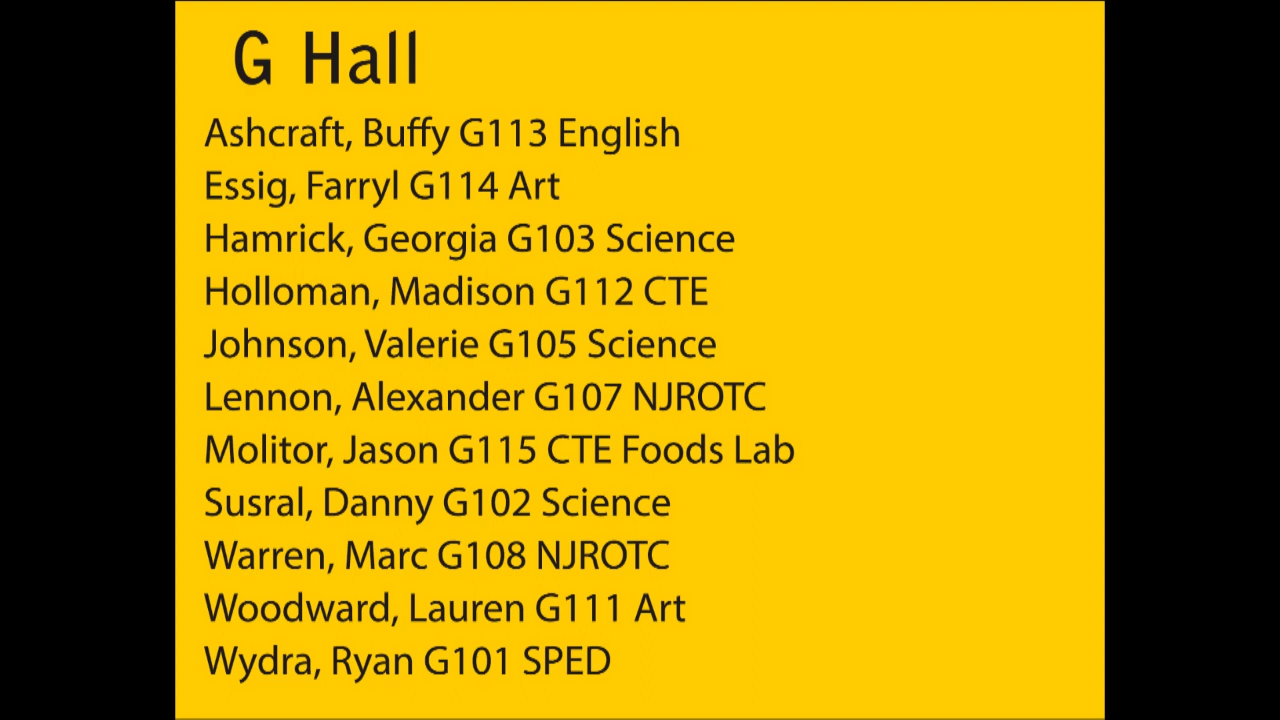 G Hall
Ashcraft, Buffy G113 English
Essig, Farryl G114 Art
Hamrick, Georgia G103 Science
Holloman, Madison G112 CTE
Johnson, Valerie G105 Science
Lennon, Alexander G107 NJROTC
Molitor, Jason G115 CTE Foods Lab
Susral, Danny G102 Science
Warren, Marc G108 NJROTC
Woodward, Lauren G111 Art
Wydra, Ryan G101 SPED